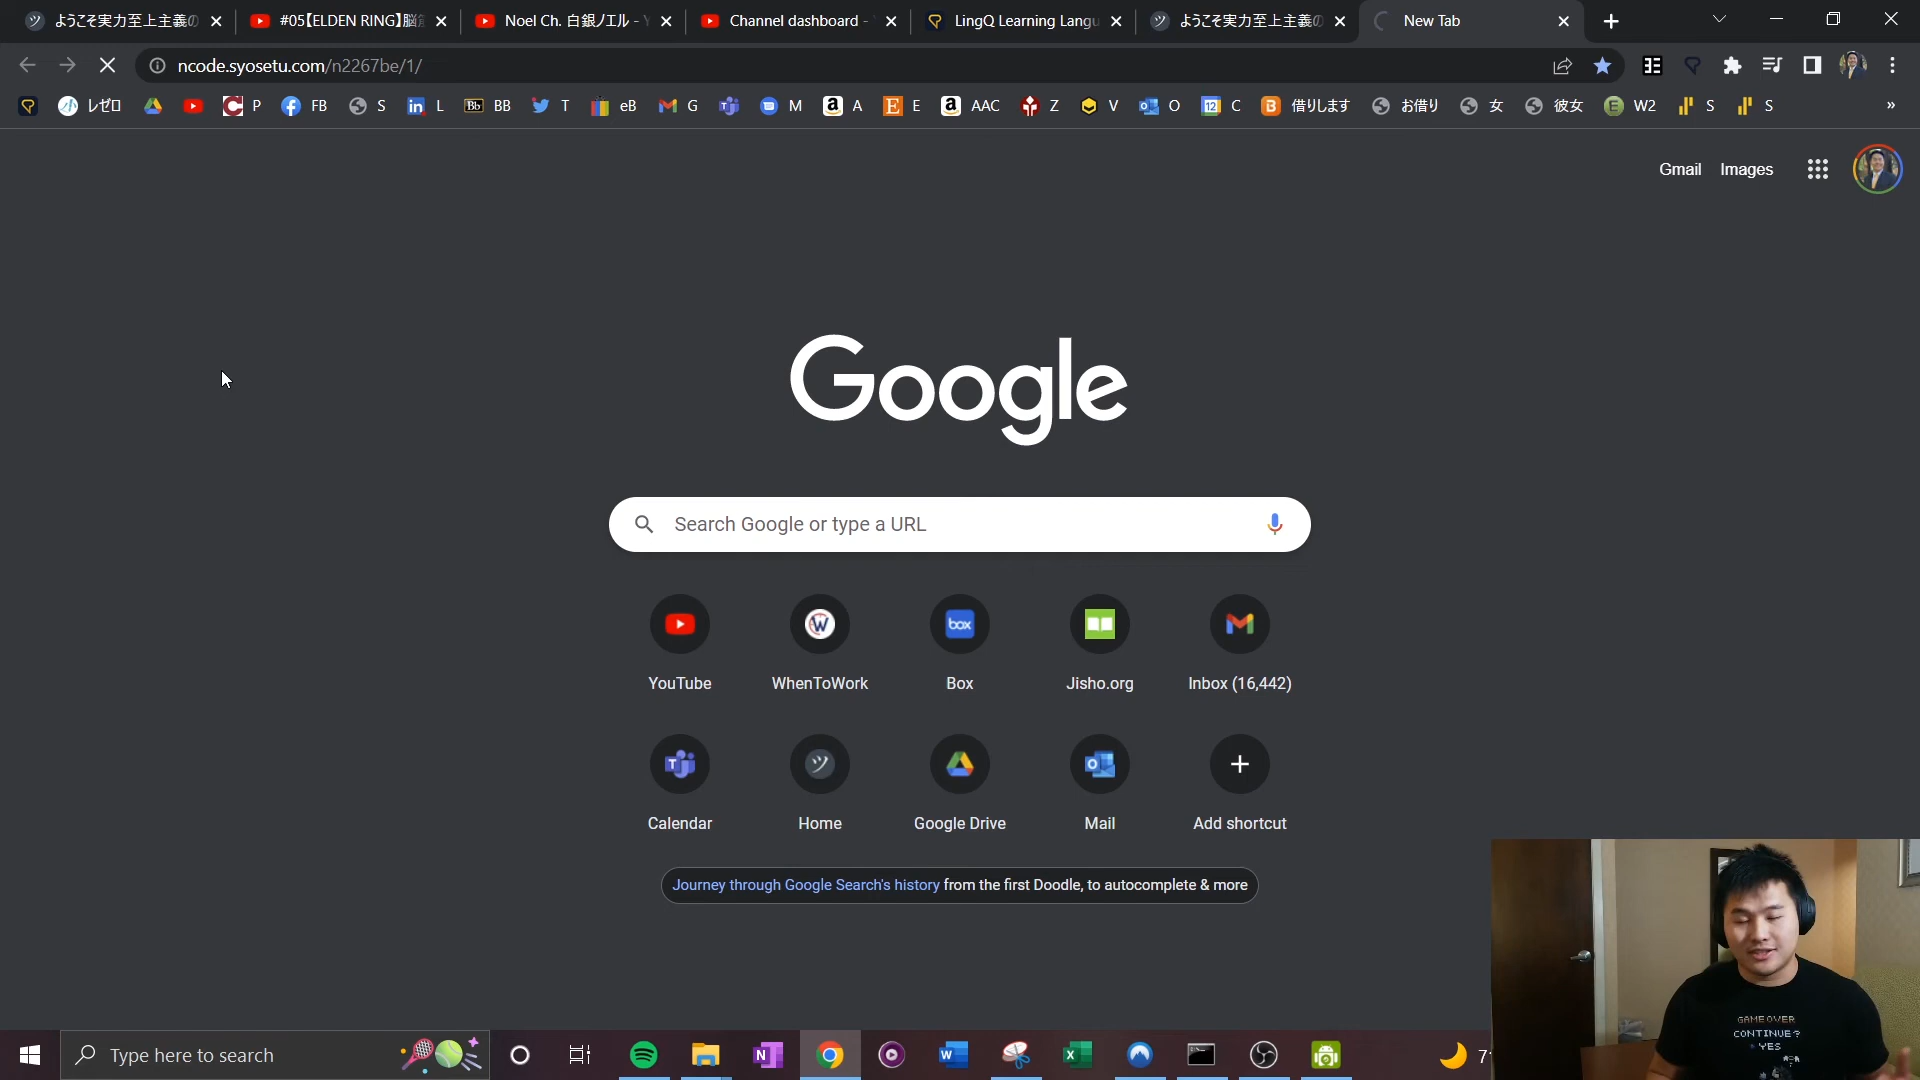 ようこそ実力至上主義の
#05【ELDEN RING】脳
Noel Ch. 白銀ノエル -
Channel dashboard -
LingQ Learning Langu
ようこそ実力至上主義の
New Tab
ncode.syosetu.com/n2267be/1/
レゼロ
P
FB
S
in L
Bb BB
T
eB
G
M
a A
E E
a AAC
Z
V
O
12 C
B 借りします
お借り
女
彼女
E W2
S
S
»
Gmail Images
Google
Search Google or type a URL
W box
YouTube WhenToWork Box Jisho.org Inbox (16,442)
T ツ
Calendar Home Google Drive Mail Add shortcut
Journey through Google Search's history from the first Doodle, to autocomplete & more
GAME OVER
CONTINUE?
YES
Type here to search